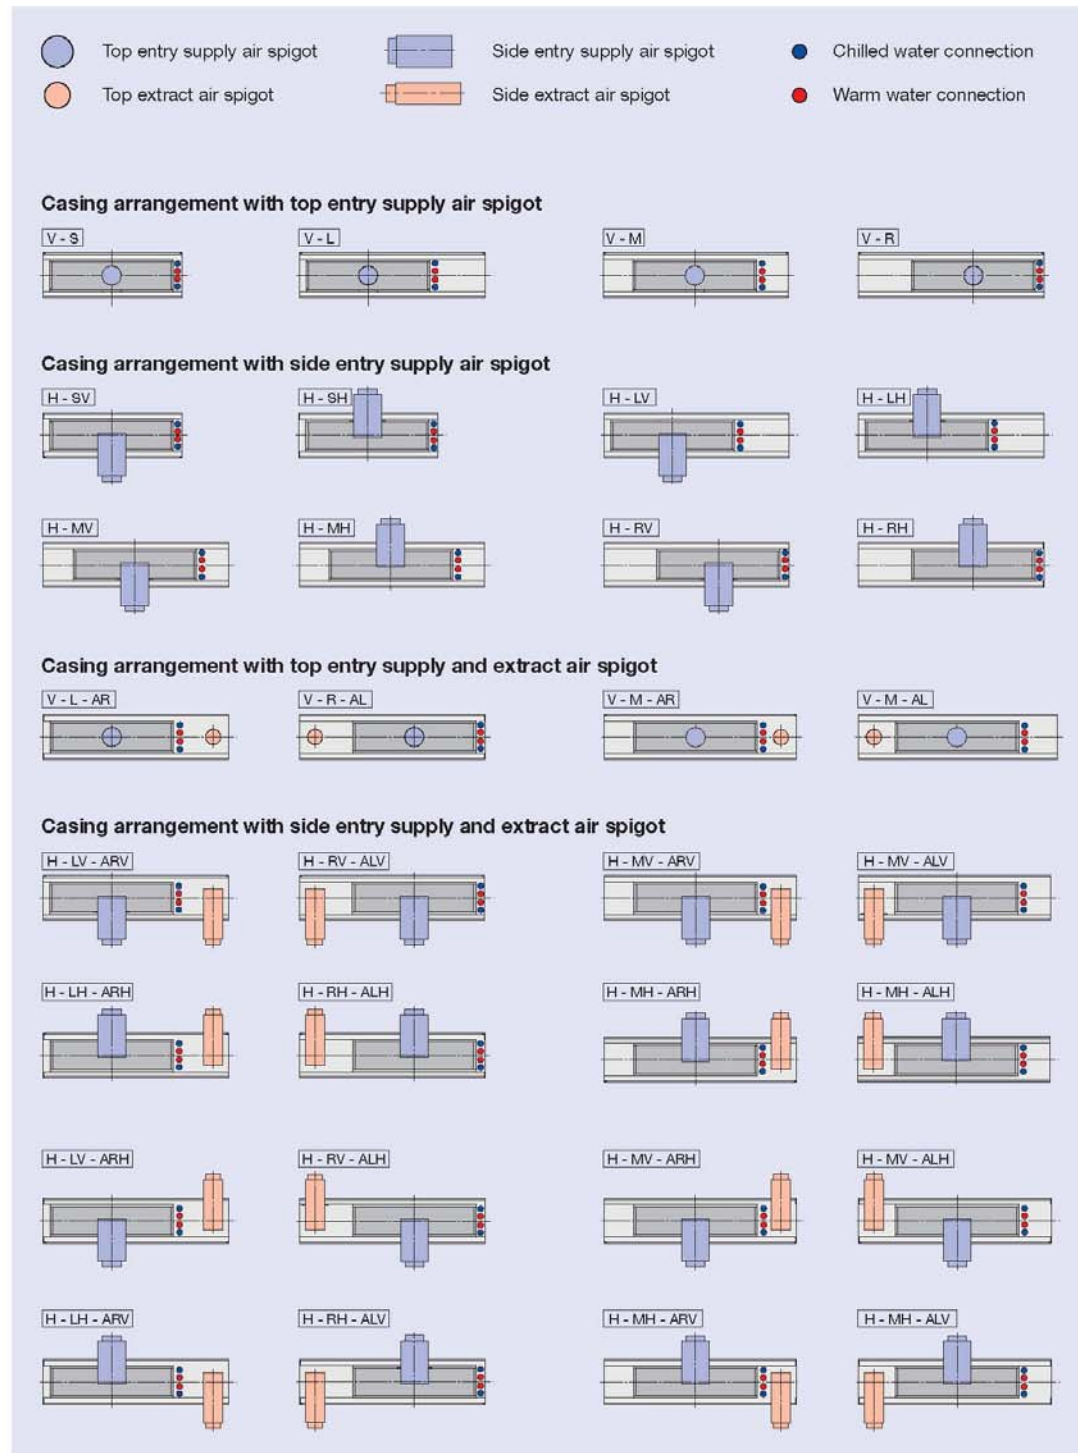 Top entry supply air spigot Side entry supply air spigot Chilled water connection
Top extract air spigot Side extract air spigot Warm water connection
Casing arrangement with top entry supply air spigot
V - S V - L V - M V - R
Casing arrangement with side entry supply air spigot
H - SV H - SH H - LV H - LH
H - MV H - MH H - RV H - RH
Casing arrangement with top entry supply and extract air spigot
V - L - AR V - R - AL V - M - AR V - M - AL
Casing arrangement with side entry supply and extract air spigot
H - LV - ARV H - RV - ALV H - MV - ARV H - MV - ALV
H - LH - ARH H - RH - ALH H - MH - ARH H - MH - ALH
H - LV - ARH H - RV - ALH H - MV - ARH H - MV - ALH
H - LH - ARV H - RH - ALV H - MH - ARV H - MH - ALV